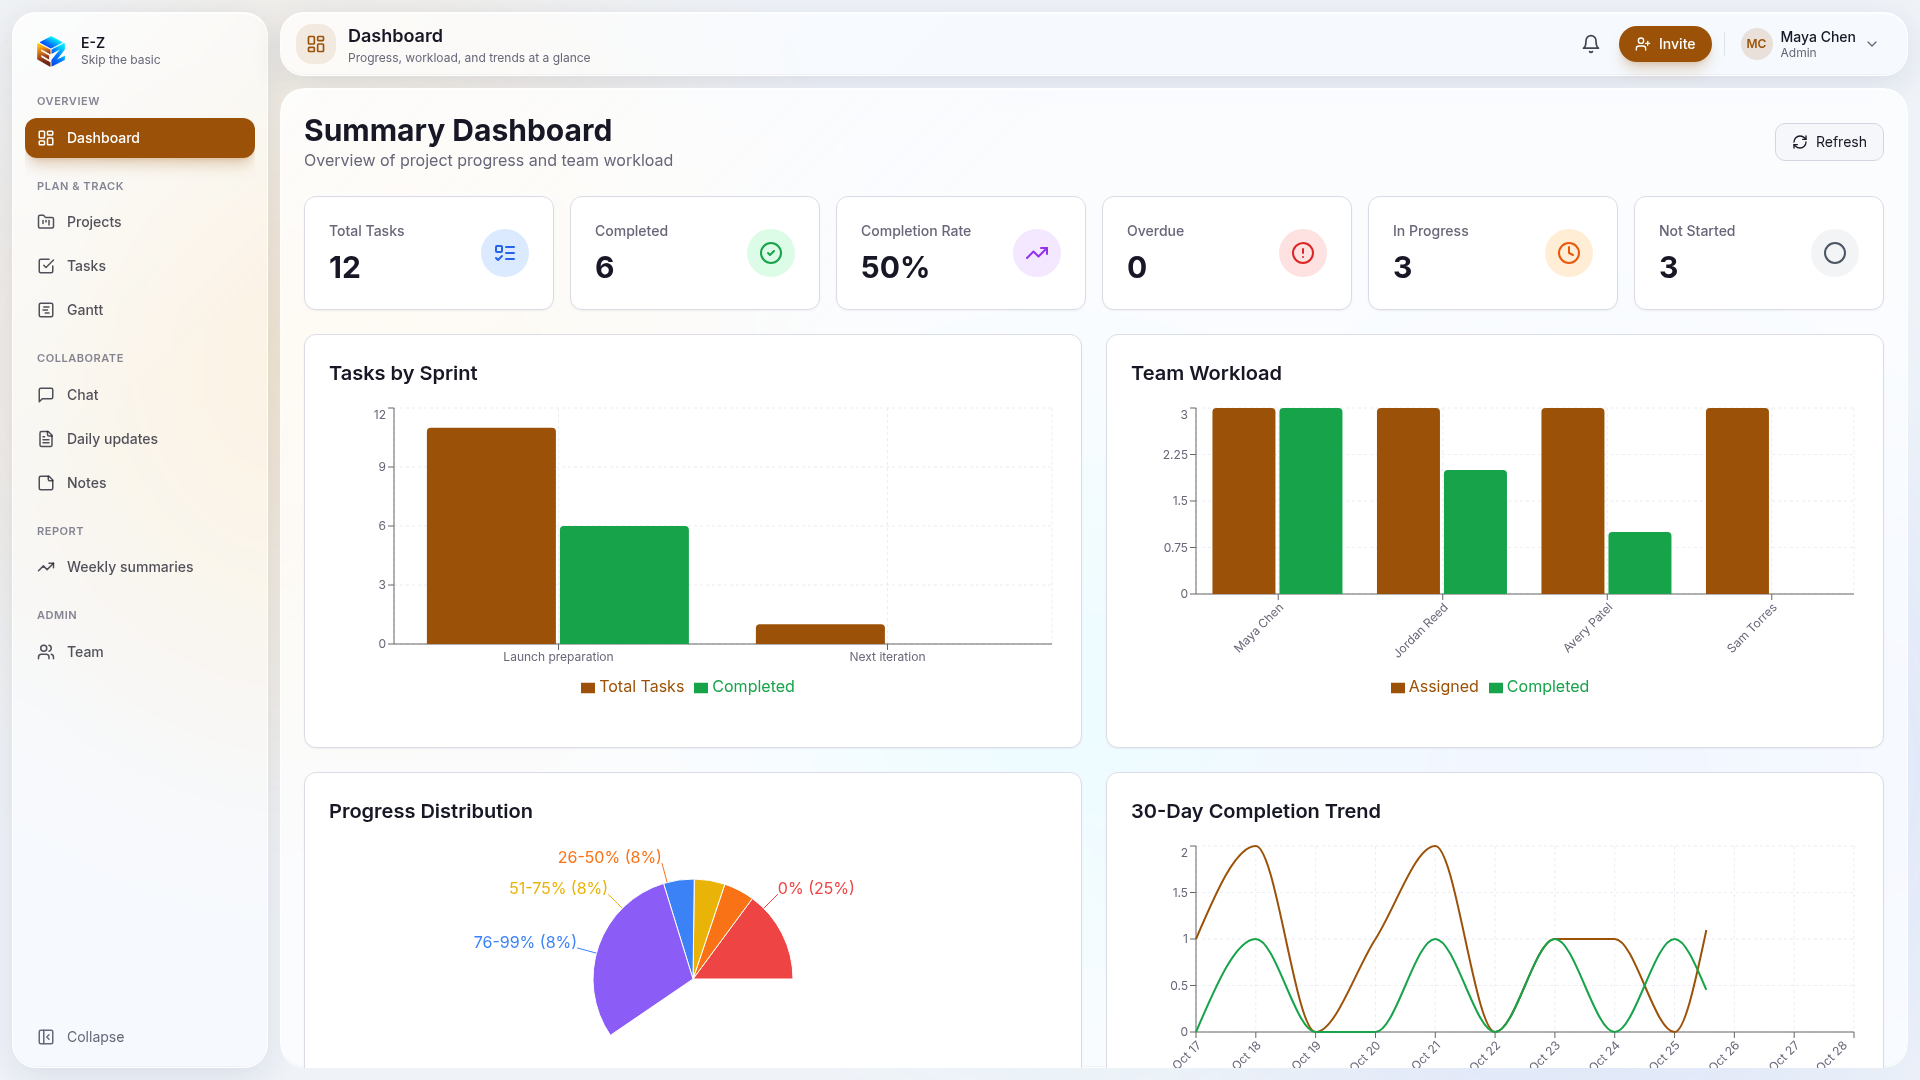 E-Z
Skip the basic
OVERVIEW
Dashboard
PLAN & TRACK
Projects
Tasks
Gantt
COLLABORATE
Chat
Daily updates
Notes
REPORT
Weekly summaries
ADMIN
Team
Collapse
Dashboard
Progress, workload, and trends at a glance
Invite
MC
Maya Chen
Admin
Summary Dashboard
Overview of project progress and team workload
Refresh
Total Tasks
12
Completed
6
Completion Rate
50%
Overdue
0
In Progress
3
Not Started
3
Tasks by Sprint
12
9
6
3
0
Launch preparation
Next iteration
Total Tasks
Completed
Team Workload
3
2.25
1.5
0.75
0
Maya Chen
Jordan Reed
Avery Patel
Sam Torres
Assigned
Completed
Progress Distribution
26-50% (8%)
51-75% (8%)
0% (25%)
76-99% (8%)
30-Day Completion Trend
2
1.5
1
0.5
0
Oct 17
Oct 18
Oct 19
Oct 20
Oct 21
Oct 22
Oct 23
Oct 24
Oct 25
Oct 26
Oct 27
Oct 28